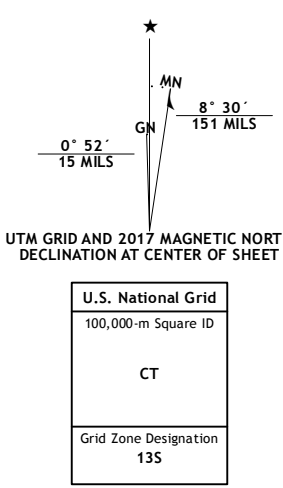 ★
MN
8° 30´
151 MILS
GN
0° 52´
15 MILS
UTM GRID AND 2017 MAGNETIC NORT
DECLINATION AT CENTER OF SHEET
U.S. National Grid
100,000-m Square ID
CT
Grid Zone Designation
13S